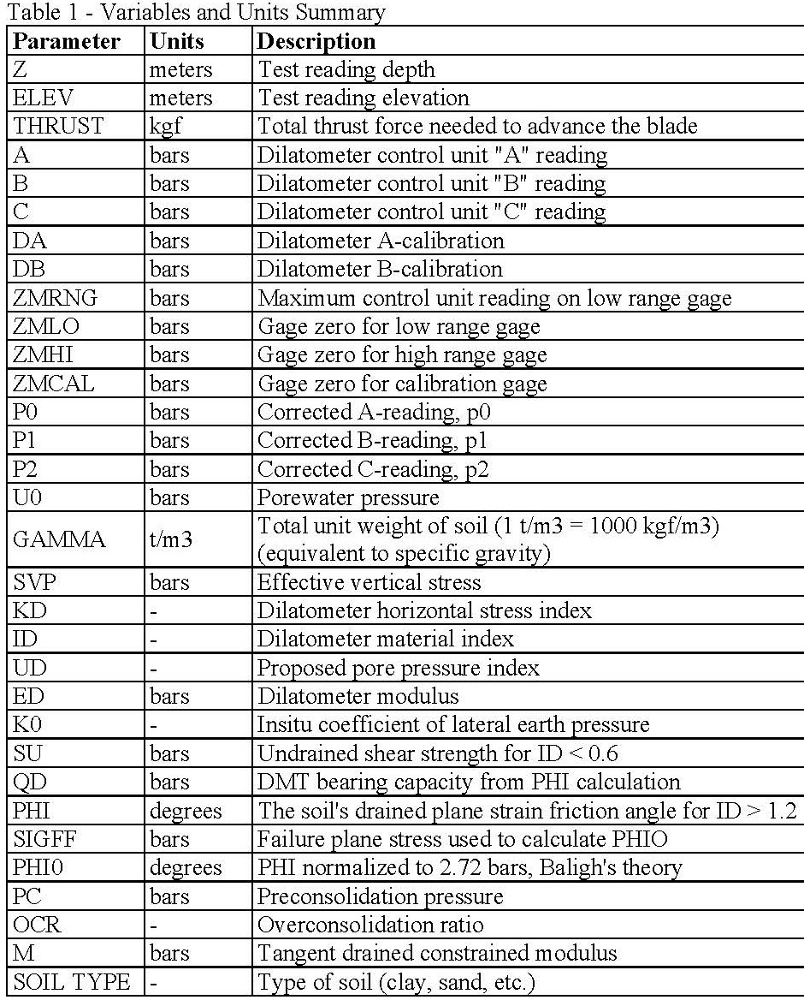 Table 1 - Variables and Units Summary
Parameter Units Description
Z meters Test reading depth
ELEV meters Test reading elevation
THRUST kgf Total thrust force needed to advance the blade
A bars Dilatometer control unit "A" reading
B bars Dilatometer control unit "B" reading
C bars Dilatometer control unit "C" reading
DA bars Dilatometer A-calibration
DB bars Dilatometer B-calibration
ZMRNG bars Maximum control unit reading on low range gage
ZMLO bars Gage zero for low range gage
ZMHI bars Gage zero for high range gage
ZMCAL bars Gage zero for calibration gage
P0 bars Corrected A-reading, p0
P1 bars Corrected B-reading, p1
P2 bars Corrected C-reading, p2
U0 bars Porewater pressure
GAMMA t/m3 Total unit weight of soil (1 t/m3 = 1000 kgf/m3)
(equivalent to specific gravity)
SVP bars Effective vertical stress
KD - Dilatometer horizontal stress index
ID - Dilatometer material index
UD - Proposed pore pressure index
ED bars Dilatometer modulus
K0 - Insitu coefficient of lateral earth pressure
SU bars Undrained shear strength for ID < 0.6
QD bars DMT bearing capacity from PHI calculation
PHI degrees The soil's drained plane strain friction angle for ID > 1.2
SIGFF bars Failure plane stress used to calculate PHIO
PHI0 degrees PHI normalized to 2.72 bars, Baligh's theory
PC bars Preconsolidation pressure
OCR - Overconsolidation ratio
M bars Tangent drained constrained modulus
SOIL TYPE - Type of soil (clay, sand, etc.)